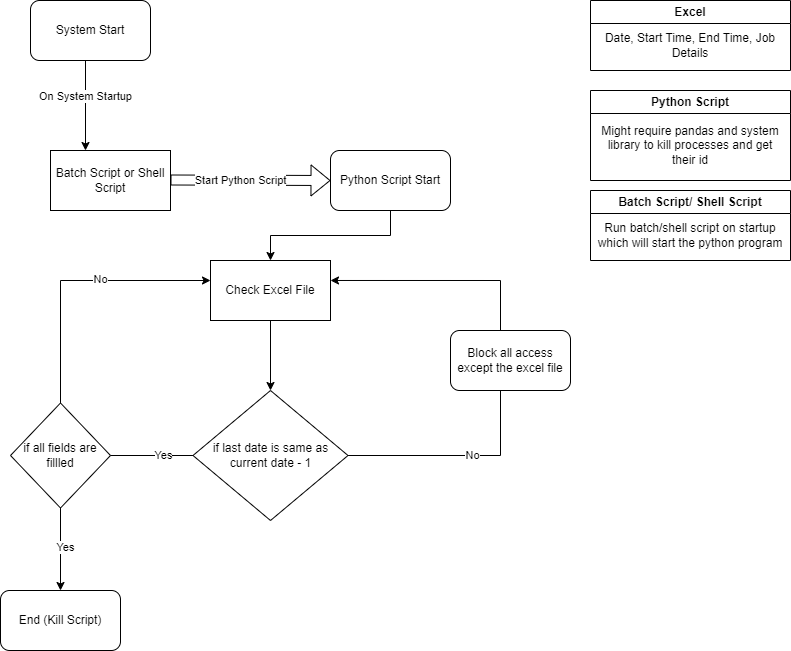 System Start
On System Startup
Batch Script or Shell
Script
Start Python Script
Python Script Start
Check Excel File
No
Block all access
except the excel file
if all fields are
fillled
Yes
if last date is same as
current date - 1
No
Yes
End (Kill Script)
Excel
Date, Start Time, End Time, Job
Details
Python Script
Might require pandas and system
library to kill processes and get
their id
Batch Script/ Shell Script
Run batch/shell script on startup
which will start the python program